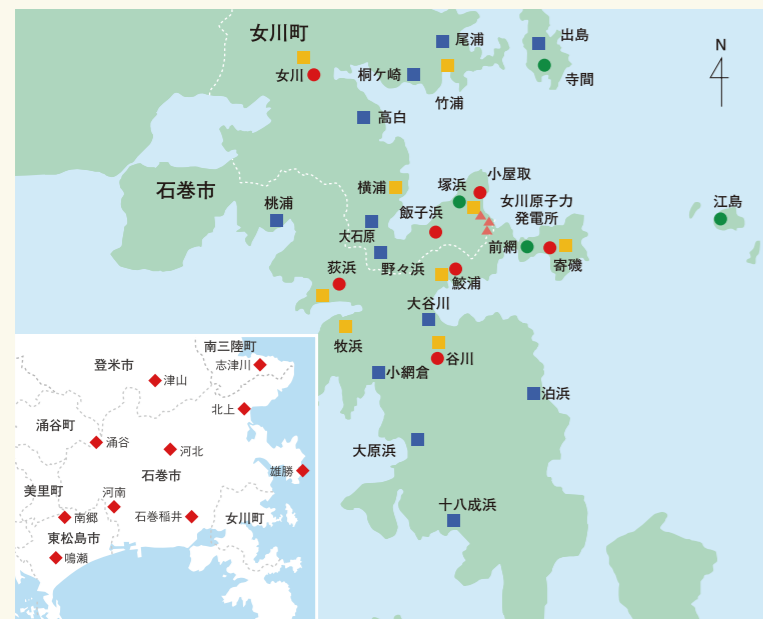 女川町
尾浦
出島
N
女川
桐ケ崎
寺間
竹浦
高白
石巻市
横浦
塚浜
小屋取
桃浦
飯子浜
女川原子力
発電所
江島
大石原
前網
荻浜
野々浜
鮫浦
寄磯
大谷川
牧浜
谷川
小網倉
泊浜
大原浜
十八成浜
南三陸町
登米市
志津川
津山
北上
涌谷町
涌谷
河北
石巻市
雄勝
美里町
河南
南郷
石巻稲井
女川町
東松島市
鳴瀬